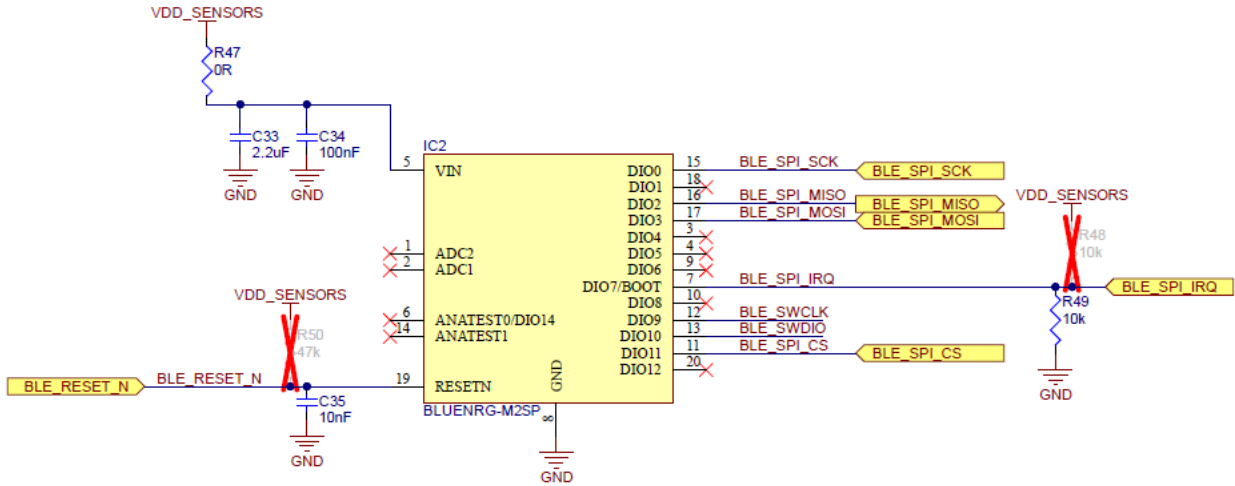 VDD_SENSORS
R47
0R
C33
2.2uF
C34
100nF
GND
GND
IC2
5
VIN
1
ADC2
2
ADC1
6
ANATEST0/DIO14
14
ANATEST1
19
RESETN
GND
8
BLUENRG-M2SP
GND
DIO0
15
BLE_SPI_SCK
BLE_SPI_SCK
DIO1
18
DIO2
16
BLE_SPI_MISO
BLE_SPI_MISO
DIO3
17
BLE_SPI_MOSI
BLE_SPI_MOSI
DIO4
3
DIO5
4
DIO6
9
DIO7/BOOT
7
BLE_SPI_IRQ
DIO8
10
DIO9
12
BLE_SWCLK
DIO10
13
BLE_SWDIO
DIO11
11
BLE_SPI_CS
BLE_SPI_CS
DIO12
20
VDD_SENSORS
R48
10k
BLE_SPI_IRQ
R49
10k
GND
VDD_SENSORS
R50
47k
BLE_RESET_N
BLE_RESET_N
C35
10nF
GND